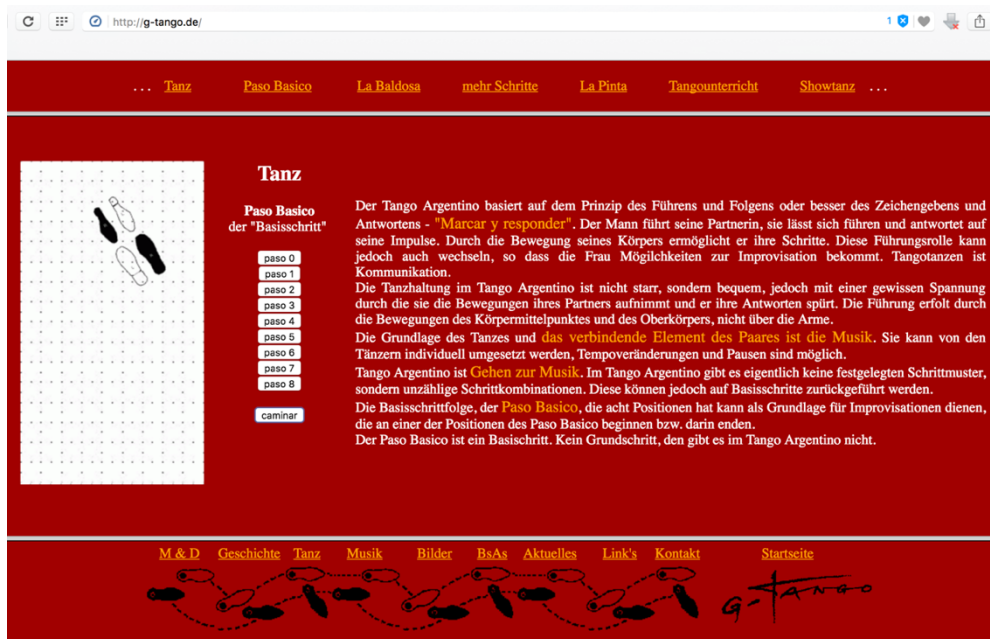 http://g-tango.de/
1
. . . Tanz Paso Basico La Baldosa mehr Schritte La Pinta Tangounterricht Showtanz . . .
Tanz
Paso Basico
der "Basisschritt"
paso 0
paso 1
paso 2
paso 3
paso 4
paso 5
paso 6
paso 7
paso 8
caminar
Der Tango Argentino basiert auf dem Prinzip des Führens und Folgens oder besser des Zeichengebens und
Antwortens - "Marcar y responder". Der Mann führt seine Partnerin, sie lässt sich führen und antwortet auf
seine Impulse. Durch die Bewegung seines Körpers ermöglicht er ihre Schritte. Diese Führungsrolle kann
jedoch auch wechseln, so dass die Frau Mögilchkeiten zur Improvisation bekommt. Tangotanzen ist
Kommunikation.
Die Tanzhaltung im Tango Argentino ist nicht starr, sondern bequem, jedoch mit einer gewissen Spannung
durch die sie die Bewegungen ihres Partners aufnimmt und er ihre Antworten spürt. Die Führung erfolt durch
die Bewegungen des Körpermittelpunktes und des Oberkörpers, nicht über die Arme.
Die Grundlage des Tanzes und das verbindende Element des Paares ist die Musik. Sie kann von den
Tänzern individuell umgesetzt werden, Tempoveränderungen und Pausen sind möglich.
Tango Argentino ist Gehen zur Musik. Im Tango Argentino gibt es eigentlich keine festgelegten Schrittmuster,
sondern unzählige Schrittkombinationen. Diese können jedoch auf Basisschritte zurückgeführt werden.
Die Basisschrittfolge, der Paso Basico, die acht Positionen hat kann als Grundlage für Improvisationen dienen,
die an einer der Positionen des Paso Basico beginnen bzw. darin enden.
Der Paso Basico ist ein Basischritt. Kein Grundschritt, den gibt es im Tango Argentino nicht.
M & D Geschichte Tanz Musik Bilder BsAs Aktuelles Link's Kontakt Startseite
G-TANGO